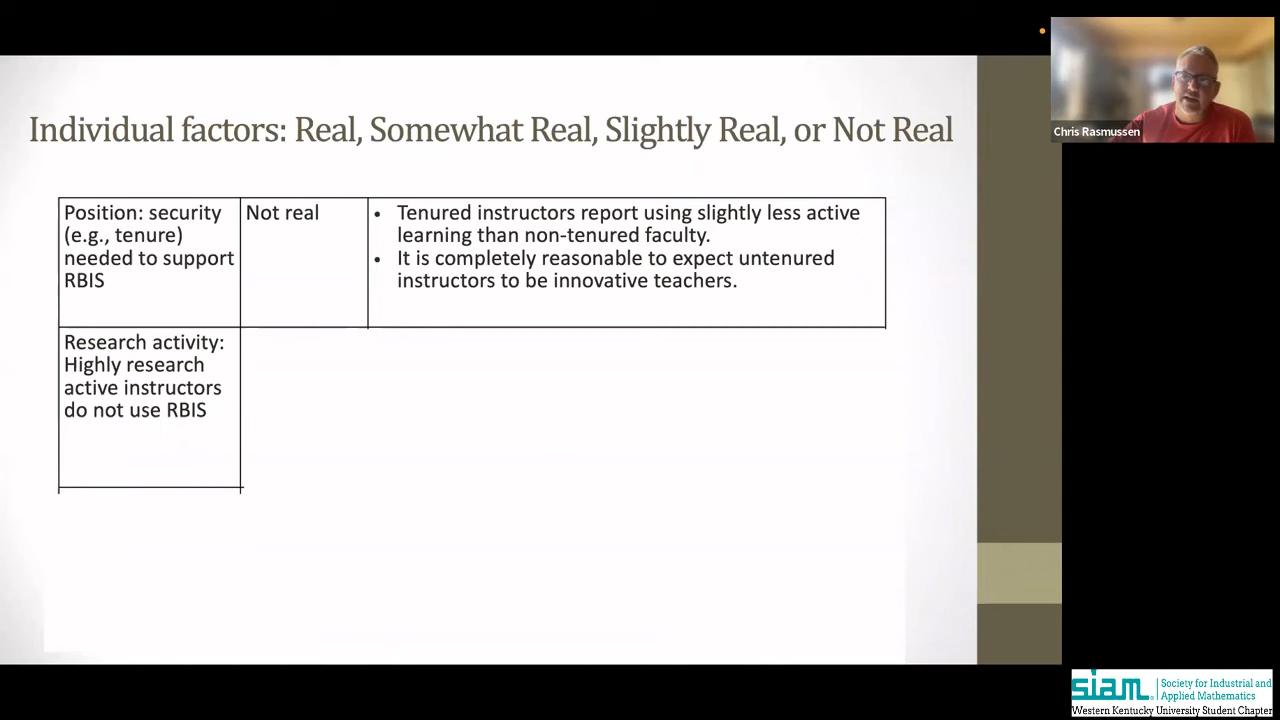 Individual factors: Real, Somewhat Real, Slightly Real, or Not Real
Position: security
(e.g., tenure)
needed to support
RBIS
Not real
• Tenured instructors report using slightly less active
learning than non-tenured faculty.
• It is completely reasonable to expect untenured
instructors to be innovative teachers.
Research activity:
Highly research
active instructors
do not use RBIS
Chris Rasmussen
siam
Society for Industrial and
Applied Mathematics
Western Kentucky University Student Chapter